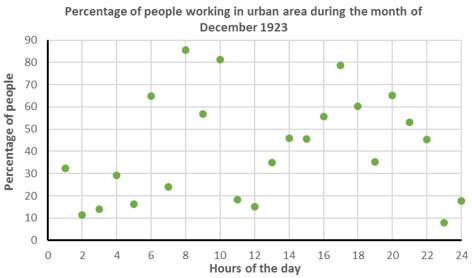 Percentage of people working in urban area during the month of
December 1923
Percentage of people
90
80
70
60
50
40
30
20
10
0
0 2 4 6 8 10 12 14 16 18 20 22 24
Hours of the day